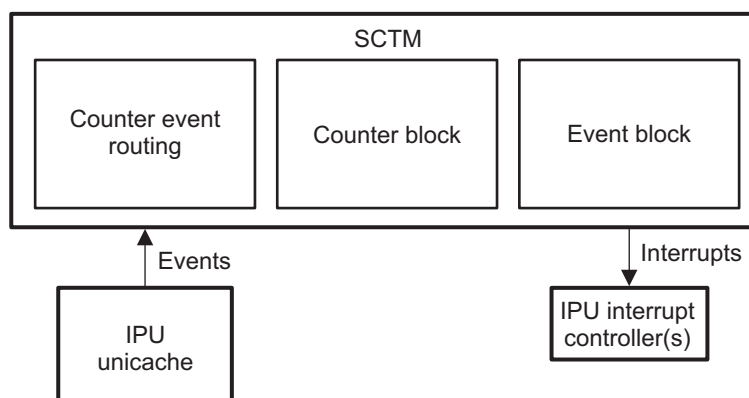 SCTM
Counter event
routing
Counter block
Event block
Events
Interrupts
IPU
unicache
IPU interrupt
controller(s)